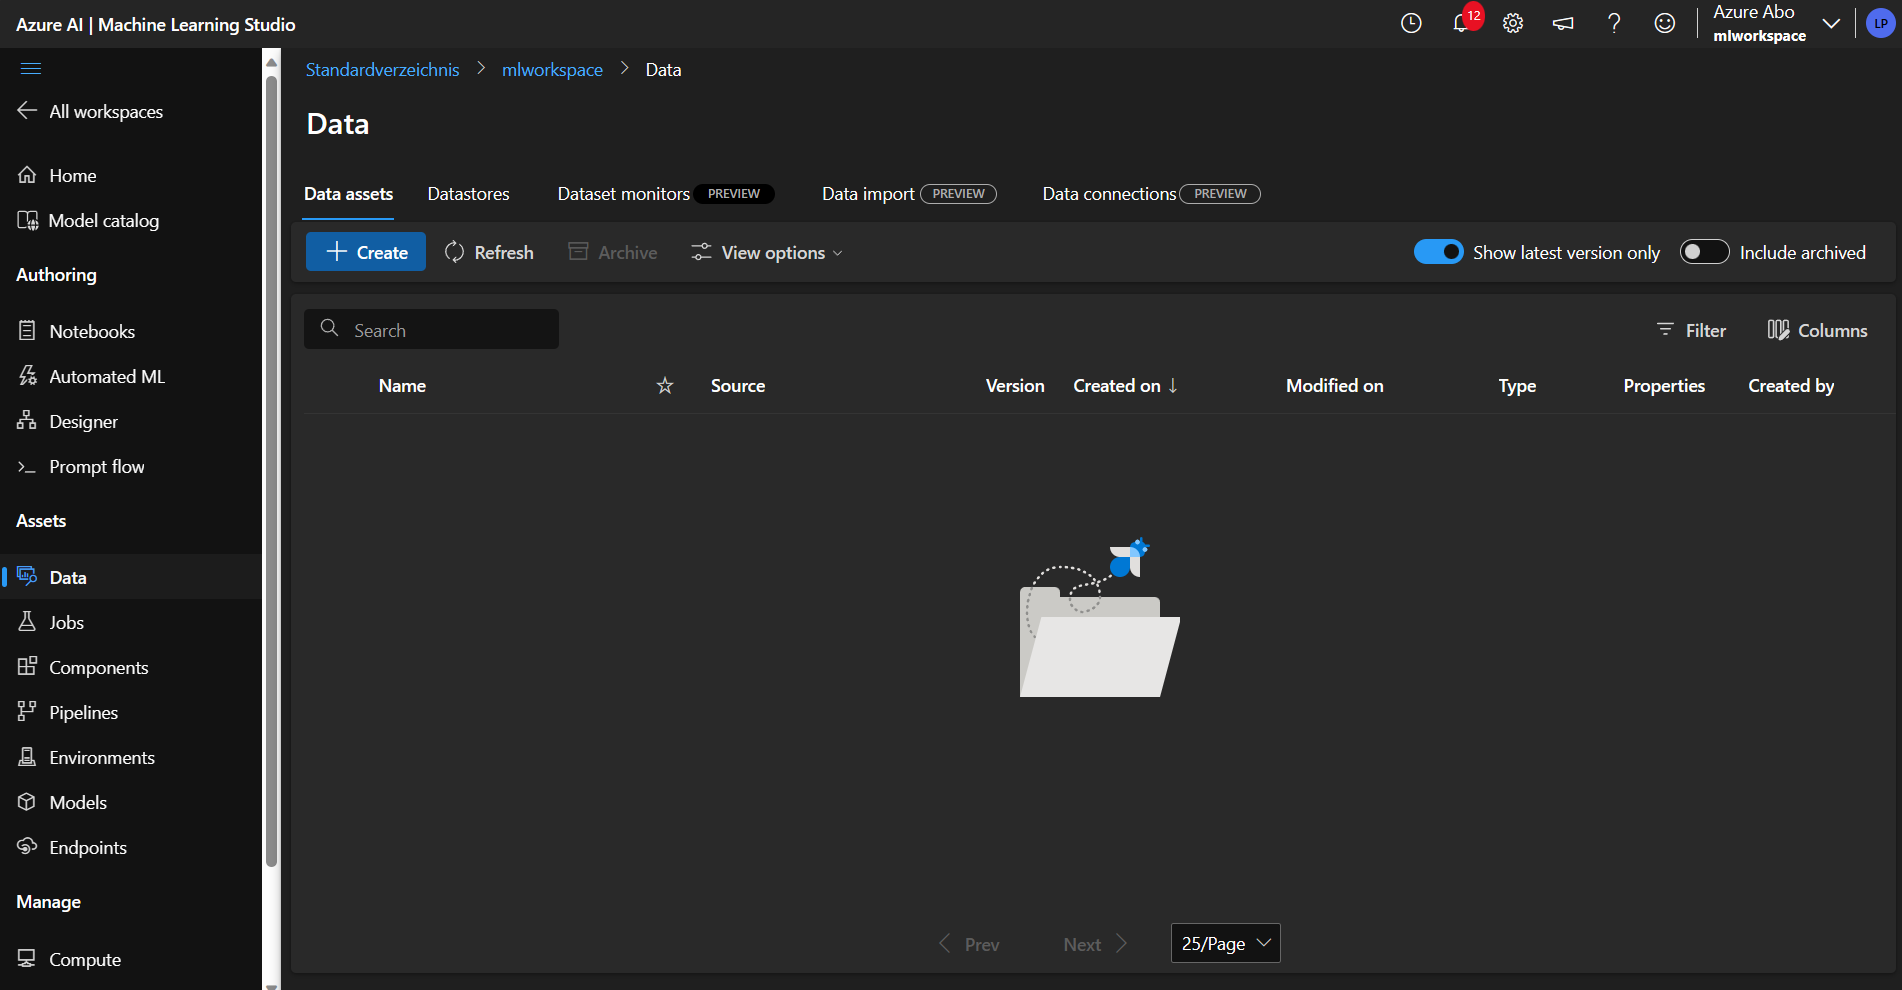 Azure AI | Machine Learning Studio
12
Azure Abo
mlworkspace
LP
All workspaces
Home
Model catalog
Authoring
Notebooks
Automated ML
Designer
Prompt flow
Assets
Data
Jobs
Components
Pipelines
Environments
Models
Endpoints
Manage
Compute
Standardverzeichnis > mlworkspace > Data
Data
Data assets Datastores Dataset monitors PREVIEW Data import PREVIEW Data connections PREVIEW
Create Refresh Archive View options Show latest version only Include archived
Search Filter Columns
Name Source Version Created on ↓ Modified on Type Properties Created by
Prev Next 25/Page